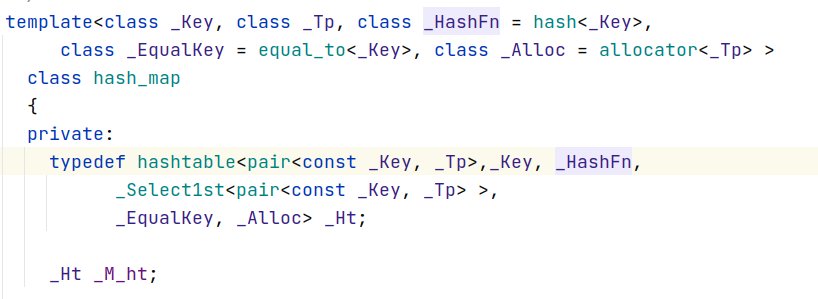 template<class _Key, class _Tp, class _HashFn = hash<_Key>,
class _EqualKey = equal_to<_Key>, class _Alloc = allocator<_Tp> >
class hash_map
{
private:
typedef hashtable<pair<const _Key, _Tp>,_Key, _HashFn,
_Select1st<pair<const _Key, _Tp> >,
_EqualKey, _Alloc> _Ht;
_Ht _M_ht;